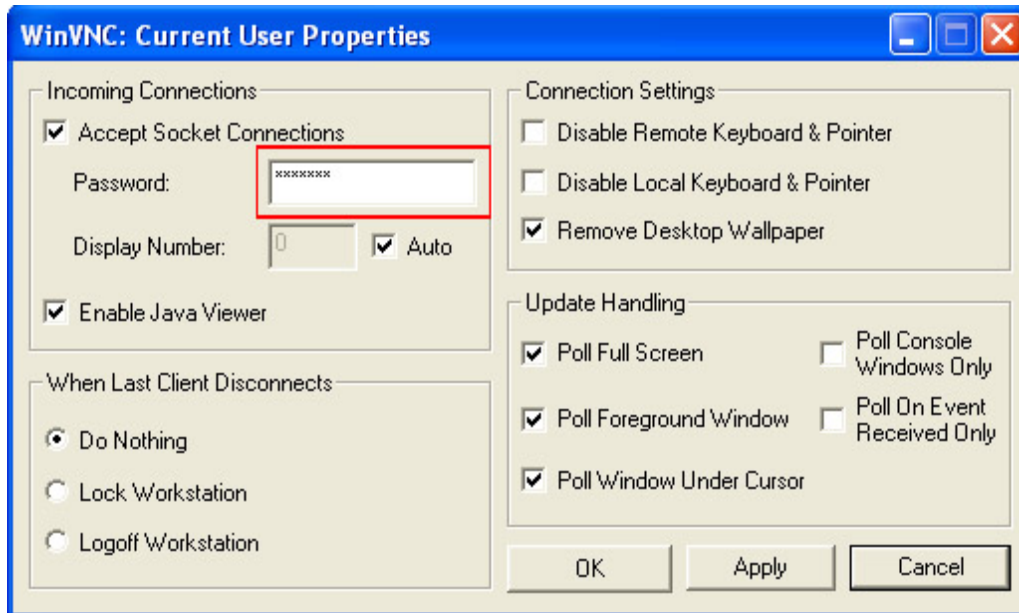 WinVNC: Current User Properties
Incoming Connections
Accept Socket Connections
Password:
xxxxxxx
Display Number:
0
Auto
Enable Java Viewer
When Last Client Disconnects
Do Nothing
Lock Workstation
Logoff Workstation
Connection Settings
Disable Remote Keyboard & Pointer
Disable Local Keyboard & Pointer
Remove Desktop Wallpaper
Update Handling
Poll Full Screen
Poll Console
Windows Only
Poll Foreground Window
Poll On Event
Received Only
Poll Window Under Cursor
OK
Apply
Cancel